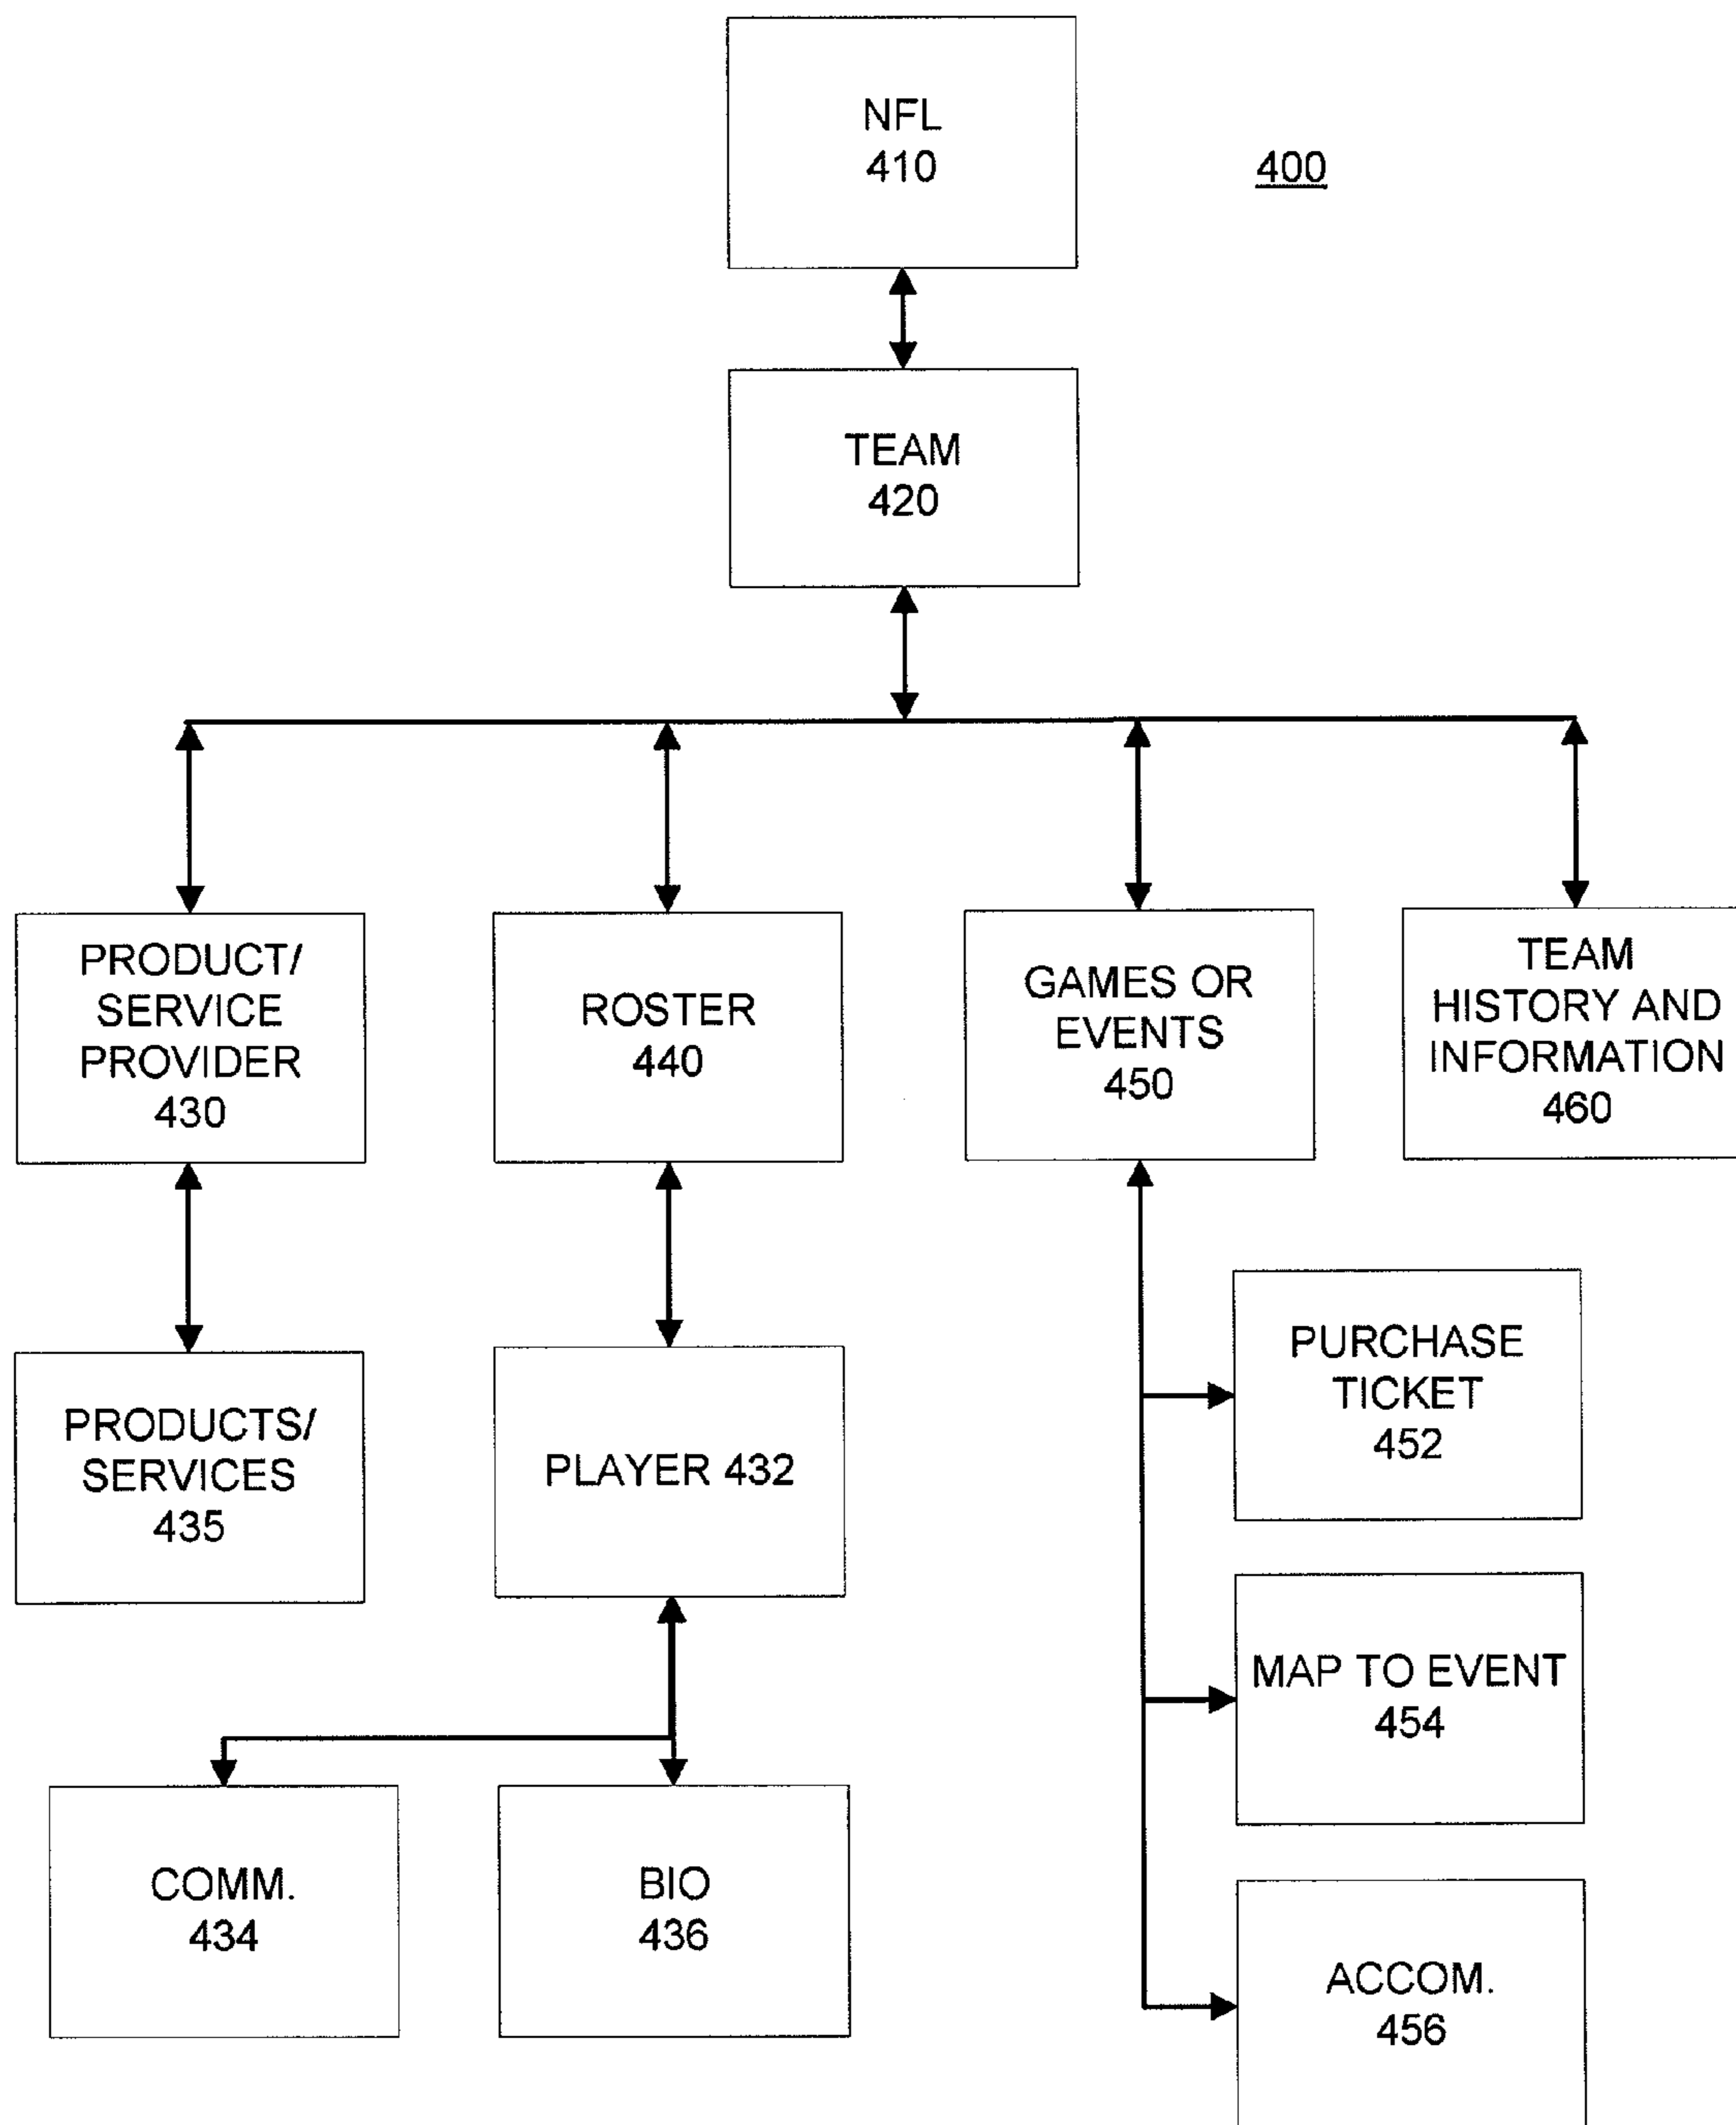 NFL
410
400
TEAM
420
PRODUCT/
SERVICE
PROVIDER
430
ROSTER
440
GAMES OR
EVENTS
450
TEAM
HISTORY AND
INFORMATION
460
PRODUCTS/
SERVICES
435
PLAYER 432
PURCHASE
TICKET
452
MAP TO EVENT
454
COMM.
434
BIO
436
ACCOM.
456